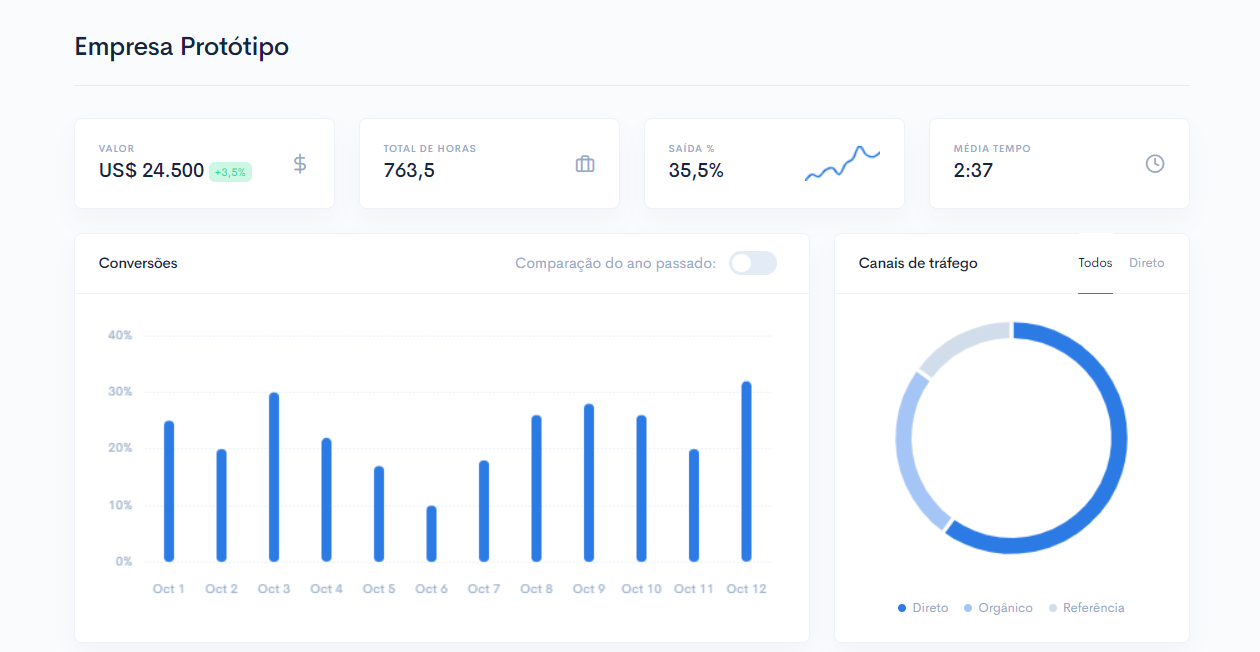 Empresa Protótipo
VALOR
US$ 24.500 +3,5%
$
TOTAL DE HORAS
763,5
SAÍDA %
35,5%
MÉDIA TEMPO
2:37
Conversões
Comparação do ano passado:
40%
30%
20%
10%
0%
Oct 1 Oct 2 Oct 3 Oct 4 Oct 5 Oct 6 Oct 7 Oct 8 Oct 9 Oct 10 Oct 11 Oct 12
Canais de tráfego
Todos Direto
Direto Orgânico Referência